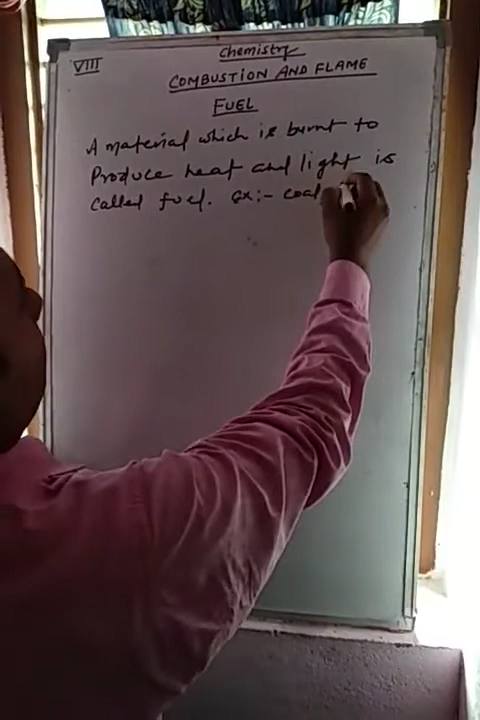 VIII
Chemistry
COMBUSTION AND FLAME
FUEL
A material which is burnt to
Produce heat and light is
called fuel. ex:- coal